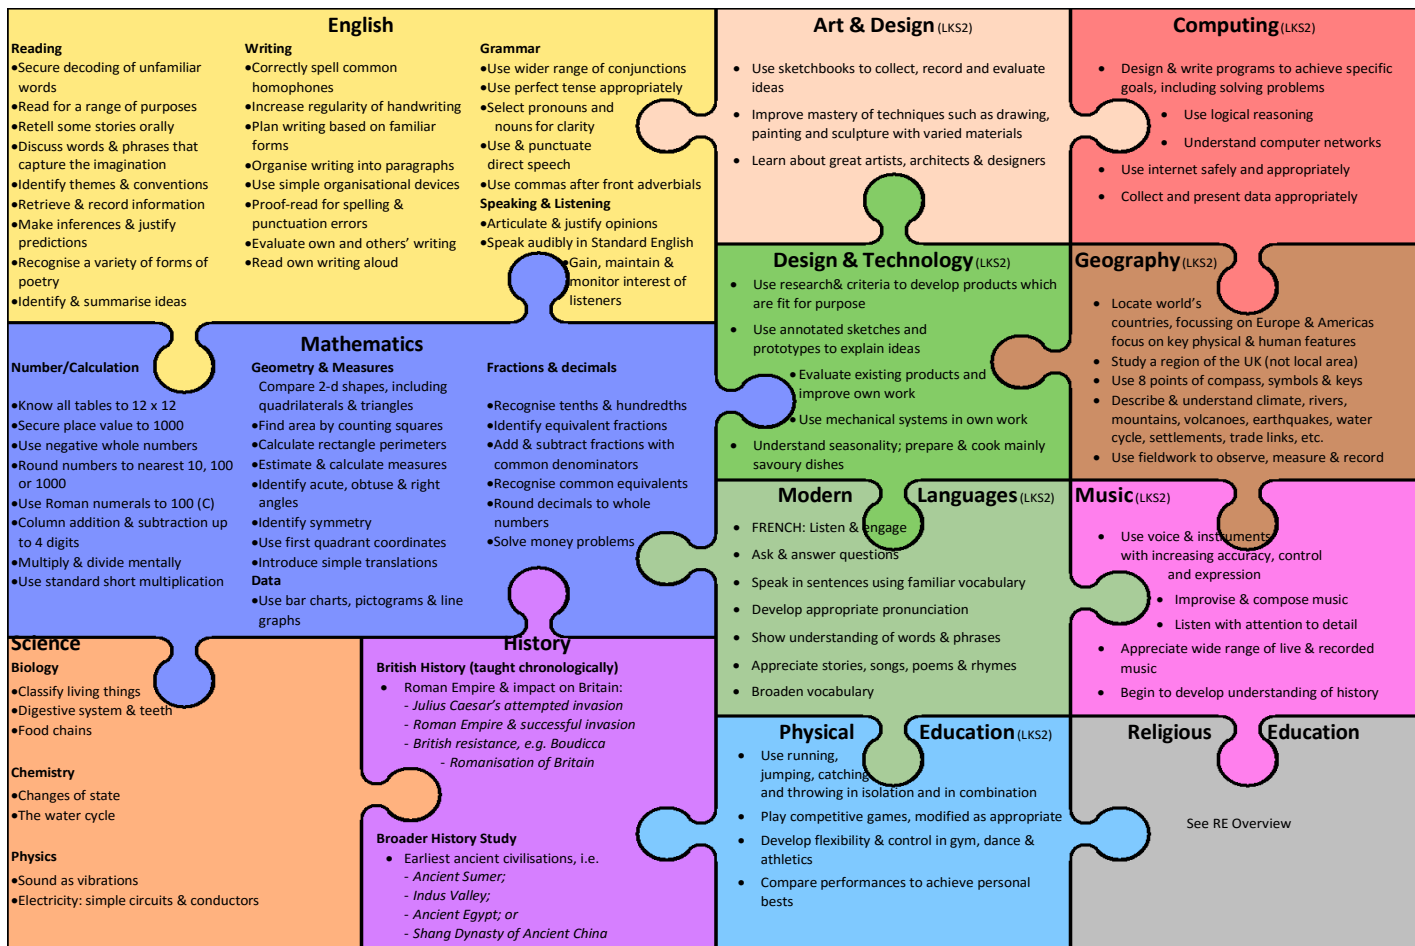 English
Reading
•Secure decoding of unfamiliar
words
•Read for a range of purposes
•Retell some stories orally
•Discuss words & phrases that
capture the imagination
•Identify themes & conventions
•Retrieve & record information
•Make inferences & justify
predictions
•Recognise a variety of forms of
poetry
•Identify & summarise ideas
Writing
•Correctly spell common
homophones
•Increase regularity of handwriting
•Plan writing based on familiar
forms
•Organise writing into paragraphs
•Use simple organisational devices
•Proof-read for spelling &
punctuation errors
•Evaluate own and others’ writing
•Read own writing aloud
Grammar
•Use wider range of conjunctions
•Use perfect tense appropriately
•Select pronouns and
nouns for clarity
•Use & punctuate
direct speech
•Use commas after front adverbials
Speaking & Listening
•Articulate & justify opinions
•Speak audibly in Standard English
•Gain, maintain &
monitor interest of
listeners
Art & Design (LKS2)
• Use sketchbooks to collect, record and evaluate
ideas
• Improve mastery of techniques such as drawing,
painting and sculpture with varied materials
• Learn about great artists, architects & designers
Computing (LKS2)
• Design & write programs to achieve specific
goals, including solving problems
• Use logical reasoning
• Understand computer networks
• Use internet safely and appropriately
• Collect and present data appropriately
Mathematics
Number/Calculation
•Know all tables to 12 x 12
•Secure place value to 1000
•Use negative whole numbers
•Round numbers to nearest 10, 100
or 1000
•Use Roman numerals to 100 (C)
•Column addition & subtraction up
to 4 digits
•Multiply & divide mentally
•Use standard short multiplication
Geometry & Measures
Compare 2-d shapes, including
quadrilaterals & triangles
•Find area by counting squares
•Calculate rectangle perimeters
•Estimate & calculate measures
•Identify acute, obtuse & right
angles
•Identify symmetry
•Use first quadrant coordinates
•Introduce simple translations
Data
•Use bar charts, pictograms & line
graphs
Fractions & decimals
•Recognise tenths & hundredths
•Identify equivalent fractions
•Add & subtract fractions with
common denominators
•Recognise common equivalents
•Round decimals to whole
numbers
•Solve money problems
Design & Technology (LKS2)
• Use research& criteria to develop products which
are fit for purpose
• Use annotated sketches and
prototypes to explain ideas
• Evaluate existing products and
improve own work
• Use mechanical systems in own work
• Understand seasonality; prepare & cook mainly
savoury dishes
Geography (LKS2)
• Locate world’s
countries, focussing on Europe & Americas
focus on key physical & human features
• Study a region of the UK (not local area)
• Use 8 points of compass, symbols & keys
• Describe & understand climate, rivers,
mountains, volcanoes, earthquakes, water
cycle, settlements, trade links, etc.
• Use fieldwork to observe, measure & record
Modern Languages (LKS2)
• FRENCH: Listen & engage
• Ask & answer questions
• Speak in sentences using familiar vocabulary
• Develop appropriate pronunciation
• Show understanding of words & phrases
• Appreciate stories, songs, poems & rhymes
• Broaden vocabulary
Music (LKS2)
• Use voice & instruments
with increasing accuracy, control
and expression
• Improvise & compose music
• Listen with attention to detail
• Appreciate wide range of live & recorded
music
• Begin to develop understanding of history
Science
Biology
•Classify living things
•Digestive system & teeth
•Food chains
Chemistry
•Changes of state
•The water cycle
Physics
•Sound as vibrations
•Electricity: simple circuits & conductors
History
British History (taught chronologically)
• Roman Empire & impact on Britain:
- Julius Caesar’s attempted invasion
- Roman Empire & successful invasion
- British resistance, e.g. Boudicca
- Romanisation of Britain
Broader History Study
• Earliest ancient civilisations, i.e.
- Ancient Sumer;
- Indus Valley;
- Ancient Egypt; or
- Shang Dynasty of Ancient China
Physical Education (LKS2)
• Use running,
jumping, catching
and throwing in isolation and in combination
• Play competitive games, modified as appropriate
• Develop flexibility & control in gym, dance &
athletics
• Compare performances to achieve personal
bests
Religious Education
See RE Overview